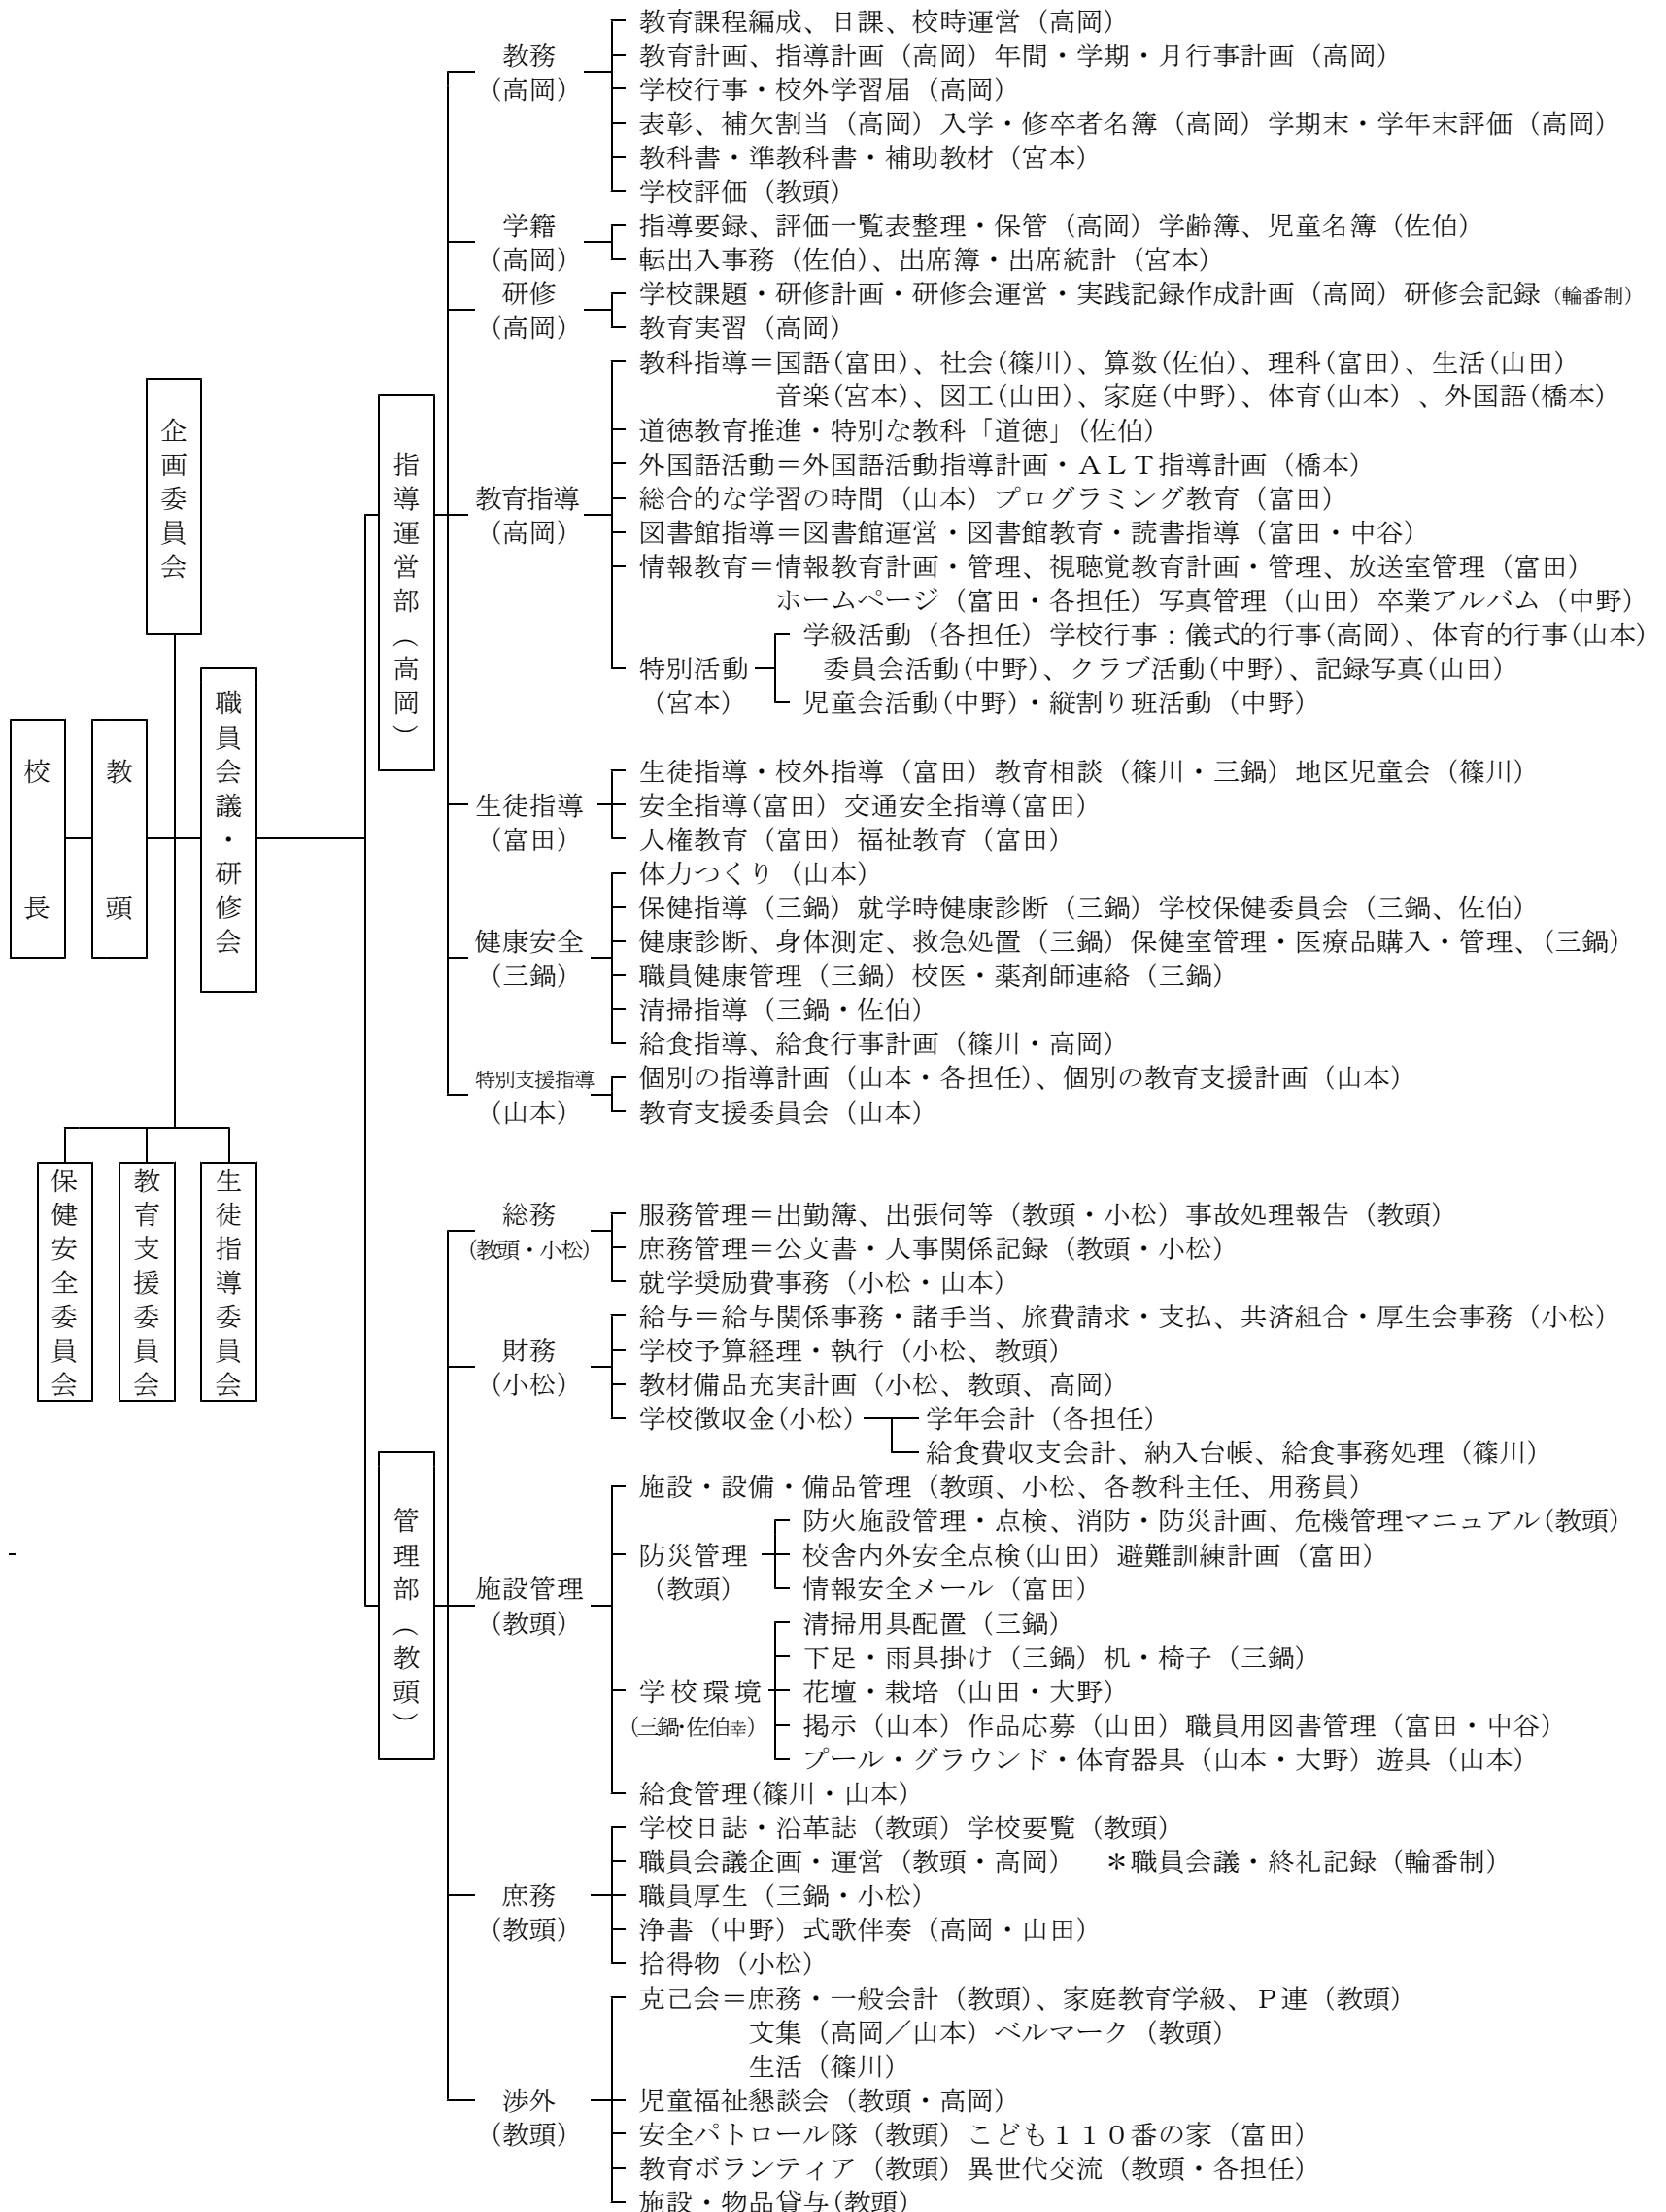 校長
教頭
企画委員会
職員会議・研修会
保健安全委員会
教育支援委員会
生徒指導委員会
指導運営部（高岡）
教務
（高岡）
教育課程編成、日課、校時運営（高岡）
教育計画、指導計画（高岡）年間・学期・月行事計画（高岡）
学校行事・校外学習届（高岡）
表彰、補欠割当（高岡）入学・修卒者名簿（高岡）学期末・学年末評価（高岡）
教科書・準教科書・補助教材（宮本）
学校評価（教頭）
学籍
（高岡）
指導要録、評価一覧表整理・保管（高岡）学齢簿、児童名簿（佐伯）
転出入事務（佐伯）、出席簿・出席統計（宮本）
研修
（高岡）
学校課題・研修計画・研修会運営・実践記録作成計画（高岡）研修会記録（輪番制）
教育実習（高岡）
教育指導
（高岡）
教科指導＝国語(富田)、社会(篠川)、算数(佐伯)、理科(富田)、生活(山田)
音楽(宮本)、図工(山田)、家庭(中野)、体育(山本）、外国語(橋本)
道徳教育推進・特別な教科「道徳」(佐伯)
外国語活動＝外国語活動指導計画・ＡＬＴ指導計画（橋本）
総合的な学習の時間（山本）プログラミング教育（富田）
図書館指導＝図書館運営・図書館教育・読書指導（富田・中谷）
情報教育＝情報教育計画・管理、視聴覚教育計画・管理、放送室管理（富田）
ホームページ（富田・各担任）写真管理（山田）卒業アルバム（中野）
特別活動
（宮本）
学級活動（各担任）学校行事：儀式的行事(高岡)、体育的行事(山本)
委員会活動(中野)、クラブ活動(中野)、記録写真(山田)
児童会活動(中野)・縦割り班活動（中野）
生徒指導
（富田）
生徒指導・校外指導（富田）教育相談（篠川・三鍋）地区児童会（篠川）
安全指導(富田）交通安全指導(富田）
人権教育（富田）福祉教育（富田）
健康安全
（三鍋）
体力つくり（山本）
保健指導（三鍋）就学時健康診断（三鍋）学校保健委員会（三鍋、佐伯）
健康診断、身体測定、救急処置（三鍋）保健室管理・医療品購入・管理、（三鍋）
職員健康管理（三鍋）校医・薬剤師連絡（三鍋）
清掃指導（三鍋・佐伯）
給食指導、給食行事計画（篠川・高岡）
特別支援指導
（山本）
個別の指導計画（山本・各担任）、個別の教育支援計画（山本）
教育支援委員会（山本）
管理部（教頭）
総務
（教頭・小松）
服務管理＝出勤簿、出張伺等（教頭・小松）事故処理報告（教頭）
庶務管理＝公文書・人事関係記録（教頭・小松）
就学奨励費事務（小松・山本）
財務
（小松）
給与＝給与関係事務・諸手当、旅費請求・支払、共済組合・厚生会事務（小松）
学校予算経理・執行（小松、教頭）
教材備品充実計画（小松、教頭、高岡）
学校徴収金(小松)
学年会計（各担任）
給食費収支会計、納入台帳、給食事務処理（篠川）
施設管理
（教頭）
施設・設備・備品管理（教頭、小松、各教科主任、用務員）
防災管理
（教頭）
防火施設管理・点検、消防・防災計画、危機管理マニュアル(教頭）
校舎内外安全点検(山田）避難訓練計画（富田）
情報安全メール（富田）
学校環境
（三鍋・佐伯幸）
清掃用具配置（三鍋）
下足・雨具掛け（三鍋）机・椅子（三鍋）
花壇・栽培（山田・大野）
掲示（山本）作品応募（山田）職員用図書管理（富田・中谷）
プール・グラウンド・体育器具（山本・大野）遊具（山本）
給食管理(篠川・山本）
庶務
（教頭）
学校日誌・沿革誌（教頭）学校要覧（教頭）
職員会議企画・運営（教頭・高岡）　＊職員会議・終礼記録（輪番制）
職員厚生（三鍋・小松）
浄書（中野）式歌伴奏（高岡・山田）
拾得物（小松）
渉外
（教頭）
克己会＝庶務・一般会計（教頭）、家庭教育学級、Ｐ連（教頭）
文集（高岡／山本）ベルマーク（教頭）
生活（篠川）
児童福祉懇談会（教頭・高岡）
安全パトロール隊（教頭）こども１１０番の家（富田）
教育ボランティア（教頭）異世代交流（教頭・各担任）
施設・物品貸与(教頭）
-